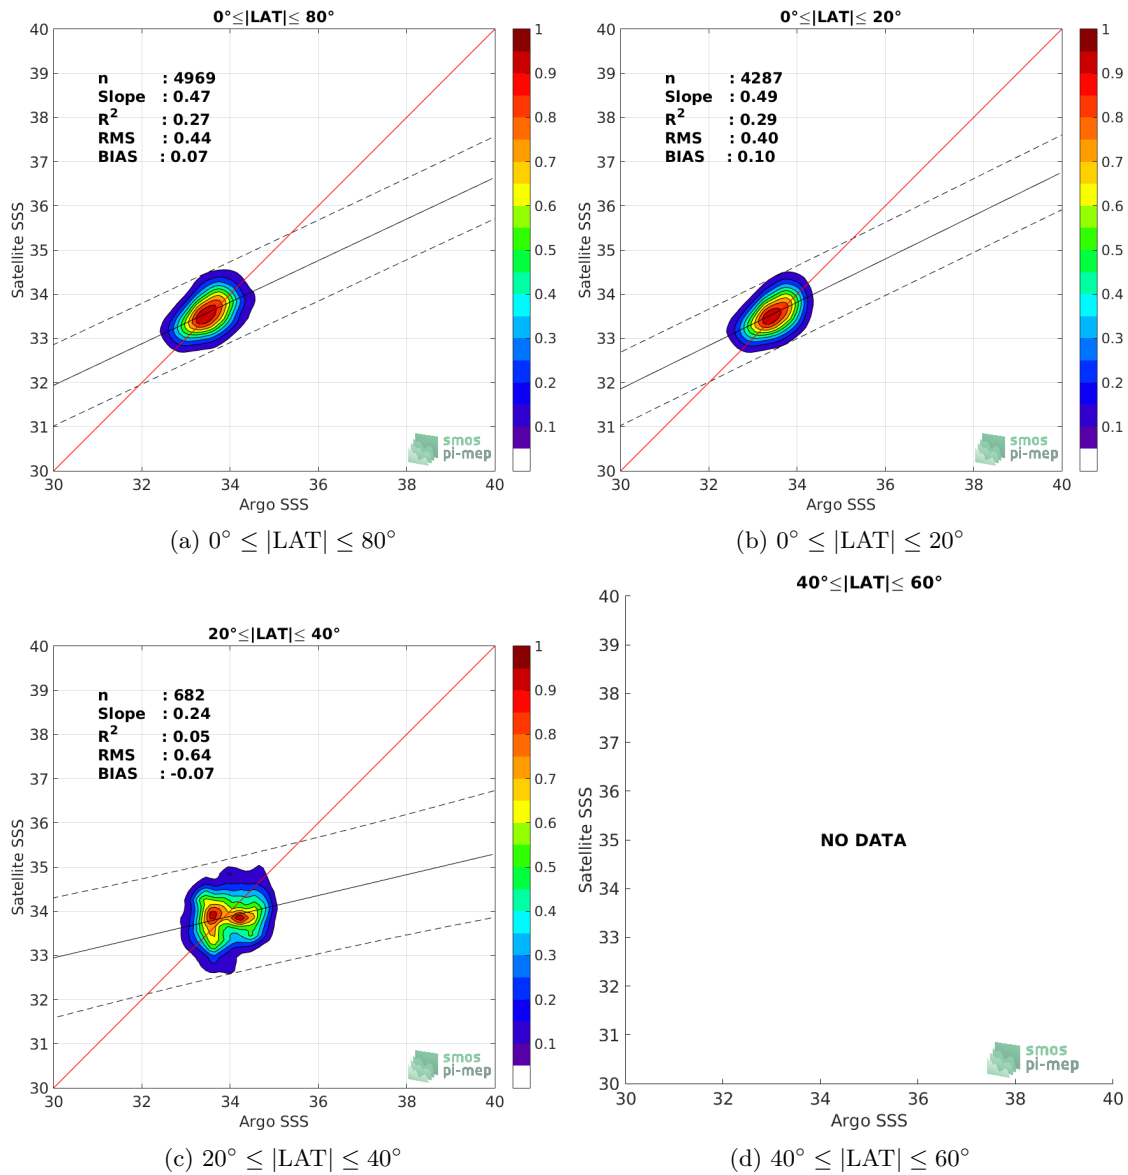 0°≤|LAT|≤ 80°
40
39
38
37
36
35
34
33
32
31
30
Satellite SSS
n : 4969
Slope : 0.47
R2 : 0.27
RMS : 0.44
BIAS : 0.07
smos
pi-mep
30 32 34 36 38 40
Argo SSS
1
0.9
0.8
0.7
0.6
0.5
0.4
0.3
0.2
0.1
(a) 0° ≤ |LAT| ≤ 80°
0°≤|LAT|≤ 20°
40
39
38
37
36
35
34
33
32
31
30
Satellite SSS
n : 4287
Slope : 0.49
R2 : 0.29
RMS : 0.40
BIAS : 0.10
smos
pi-mep
30 32 34 36 38 40
Argo SSS
1
0.9
0.8
0.7
0.6
0.5
0.4
0.3
0.2
0.1
(b) 0° ≤ |LAT| ≤ 20°
20°≤|LAT|≤ 40°
40
39
38
37
36
35
34
33
32
31
30
Satellite SSS
n : 682
Slope : 0.24
R2 : 0.05
RMS : 0.64
BIAS : -0.07
smos
pi-mep
30 32 34 36 38 40
Argo SSS
1
0.9
0.8
0.7
0.6
0.5
0.4
0.3
0.2
0.1
(c) 20° ≤ |LAT| ≤ 40°
40°≤|LAT|≤ 60°
40
39
38
37
36
35
34
33
32
31
30
Satellite SSS
NO DATA
smos
pi-mep
30 32 34 36 38 40
Argo SSS
(d) 40° ≤ |LAT| ≤ 60°